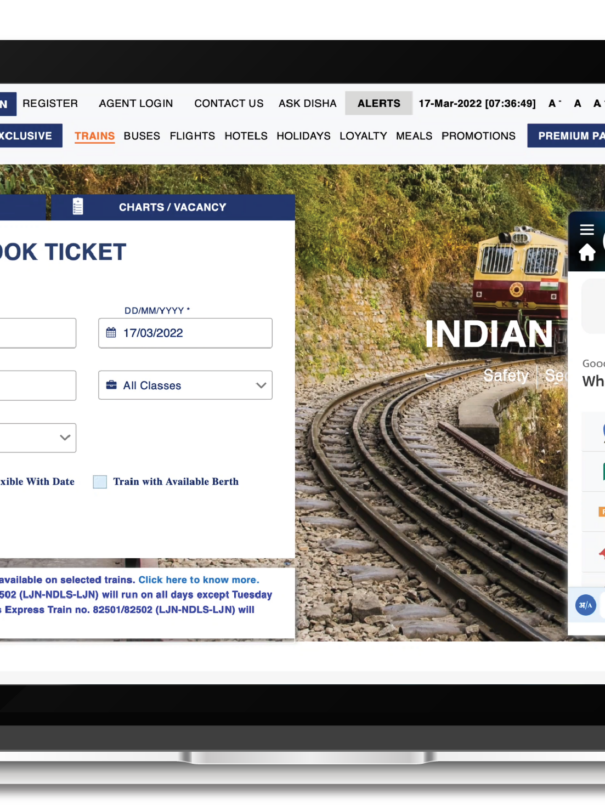 N REGISTER AGENT LOGIN CONTACT US ASK DISHA ALERTS 17-Mar-2022 [07:36:49] A- A A
XCLUSIVE TRAINS BUSES FLIGHTS HOTELS HOLIDAYS LOYALTY MEALS PROMOTIONS PREMIUM PA
CHARTS / VACANCY
OOK TICKET
DD/MM/YYYY *
17/03/2022
All Classes
xible With Date Train with Available Berth
INDIAN
Safety | Se
available on selected trains. Click here to know more.
502 (LJN-NDLS-LJN) will run on all days except Tuesday
s Express Train no. 82501/82502 (LJN-NDLS-LJN) will
Good
Wh
अ/A